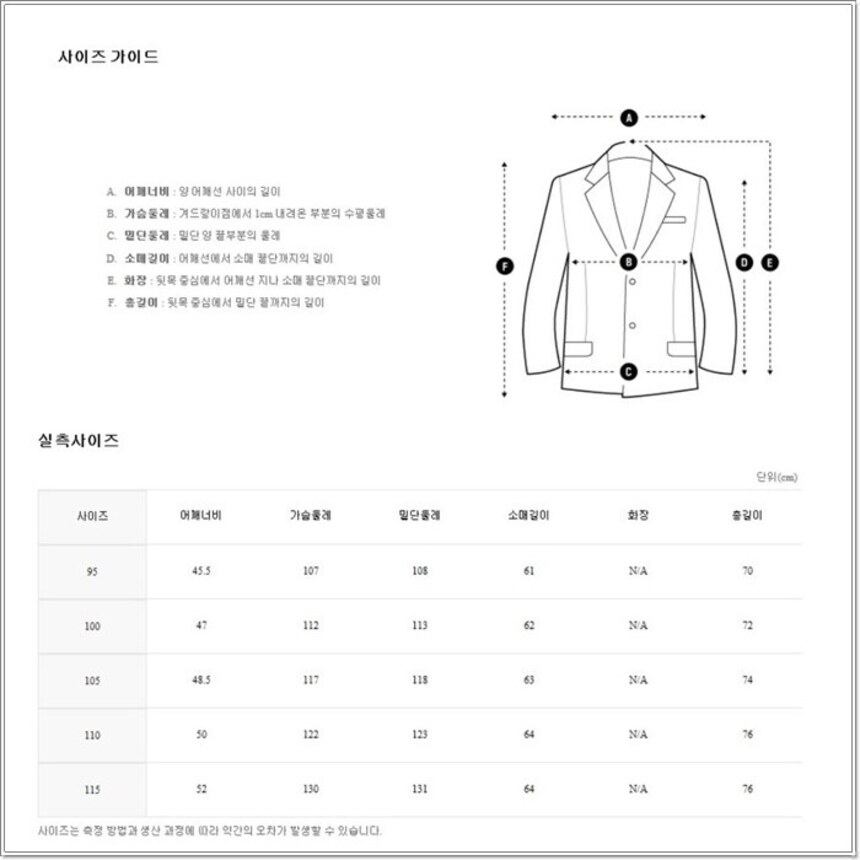 사이즈 가이드
A
A. 어깨너비 : 양 어깨선 사이의 길이
B. 가슴둘레 : 겨드랑이점에서 1cm 내려온 부분의 수평둘레
C. 밑단둘레 : 밑단 양 끝부분의 둘레
D. 소매길이 : 어깨선에서 소매 끝단까지의 길이
E. 화장 : 뒷목 중심에서 어깨선 지나 소매 끝단까지의 길이
F. 총길이 : 뒷목 중심에서 밑단 끝까지의 길이
F B D E
C
실측사이즈
단위(cm)
사이즈 어깨너비 가슴둘레 밑단둘레 소매길이 화장 총길이
95 45.5 107 108 61 N/A 70
100 47 112 113 62 N/A 72
105 48.5 117 118 63 N/A 74
110 50 122 123 64 N/A 76
115 52 130 131 64 N/A 76
사이즈는 측정 방법과 생산 과정에 따라 약간의 오차가 발생할 수 있습니다.